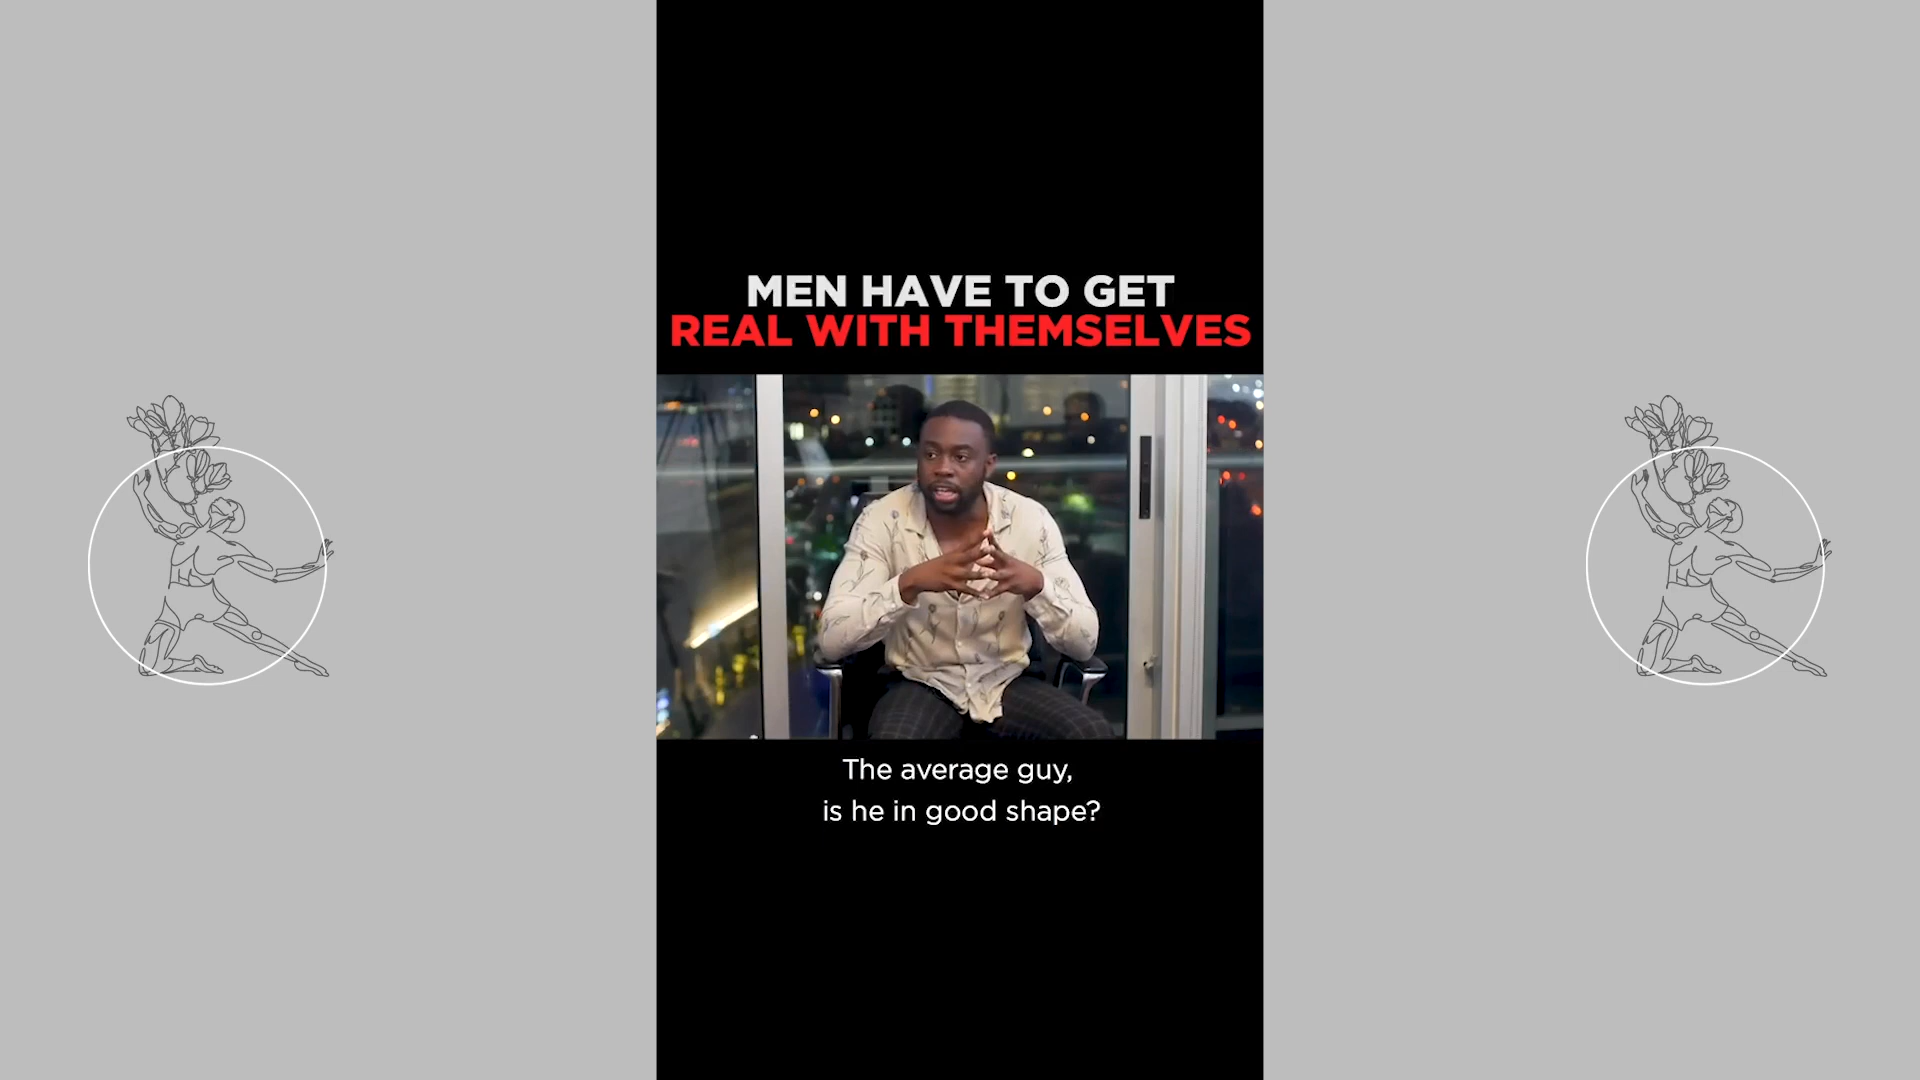 MEN HAVE TO GET
REAL WITH THEMSELVES
The average guy,
is he in good shape?